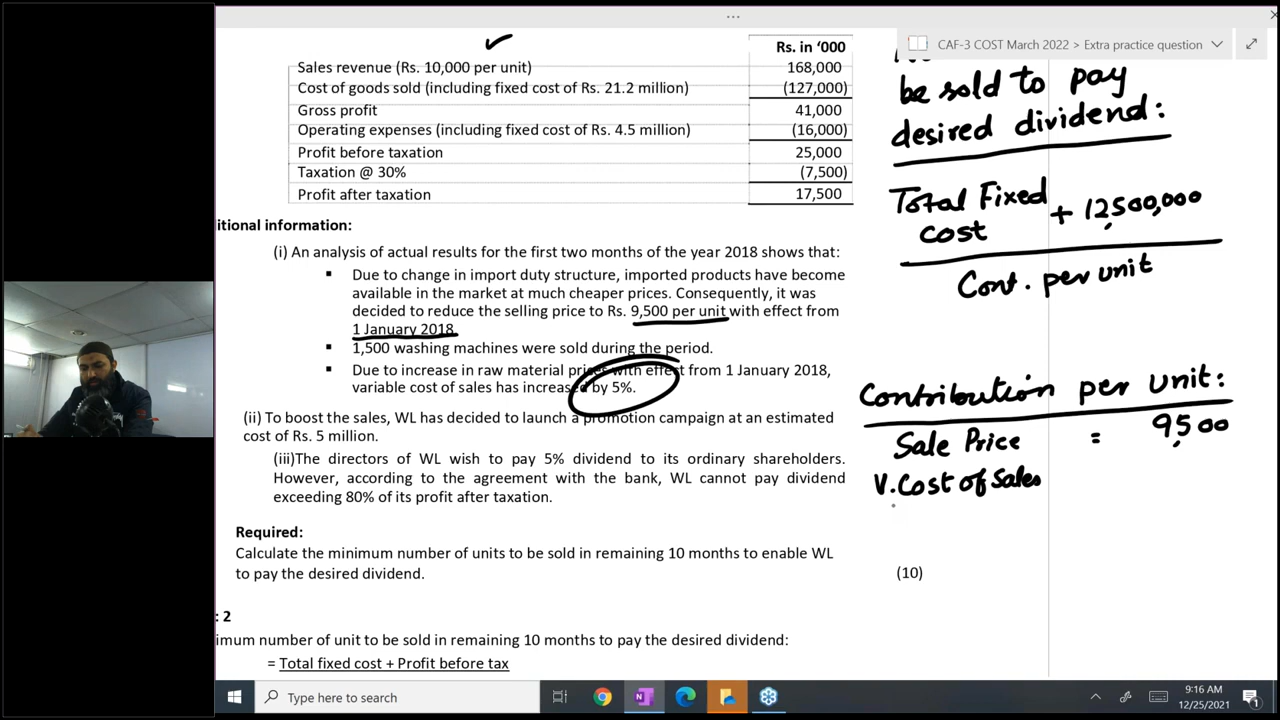 CAF-3 COST March 2022 > Extra practice question
Rs. in '000
Sales revenue (Rs. 10,000 per unit) 168,000
Cost of goods sold (including fixed cost of Rs. 21.2 million) (127,000)
Gross profit 41,000
Operating expenses (including fixed cost of Rs. 4.5 million) (16,000)
Profit before taxation 25,000
Taxation @ 30% (7,500)
Profit after taxation 17,500
itional information:
(i) An analysis of actual results for the first two months of the year 2018 shows that:
▪ Due to change in import duty structure, imported products have become
available in the market at much cheaper prices. Consequently, it was
decided to reduce the selling price to Rs. 9,500 per unit with effect from
1 January 2018.
▪ 1,500 washing machines were sold during the period.
▪ Due to increase in raw material prices with effect from 1 January 2018,
variable cost of sales has increased by 5%.
(ii) To boost the sales, WL has decided to launch a promotion campaign at an estimated
cost of Rs. 5 million.
(iii)The directors of WL wish to pay 5% dividend to its ordinary shareholders.
However, according to the agreement with the bank, WL cannot pay dividend
exceeding 80% of its profit after taxation.
Required:
Calculate the minimum number of units to be sold in remaining 10 months to enable WL
to pay the desired dividend. (10)
: 2
imum number of unit to be sold in remaining 10 months to pay the desired dividend:
= Total fixed cost + Profit before tax
be sold to pay
desired dividend:
Total Fixed cost + 12,500,000
Cont. per unit
Contribution per unit:
Sale Price = 9,500
V.Cost of Sales
Type here to search
9:16 AM
12/25/2021
1